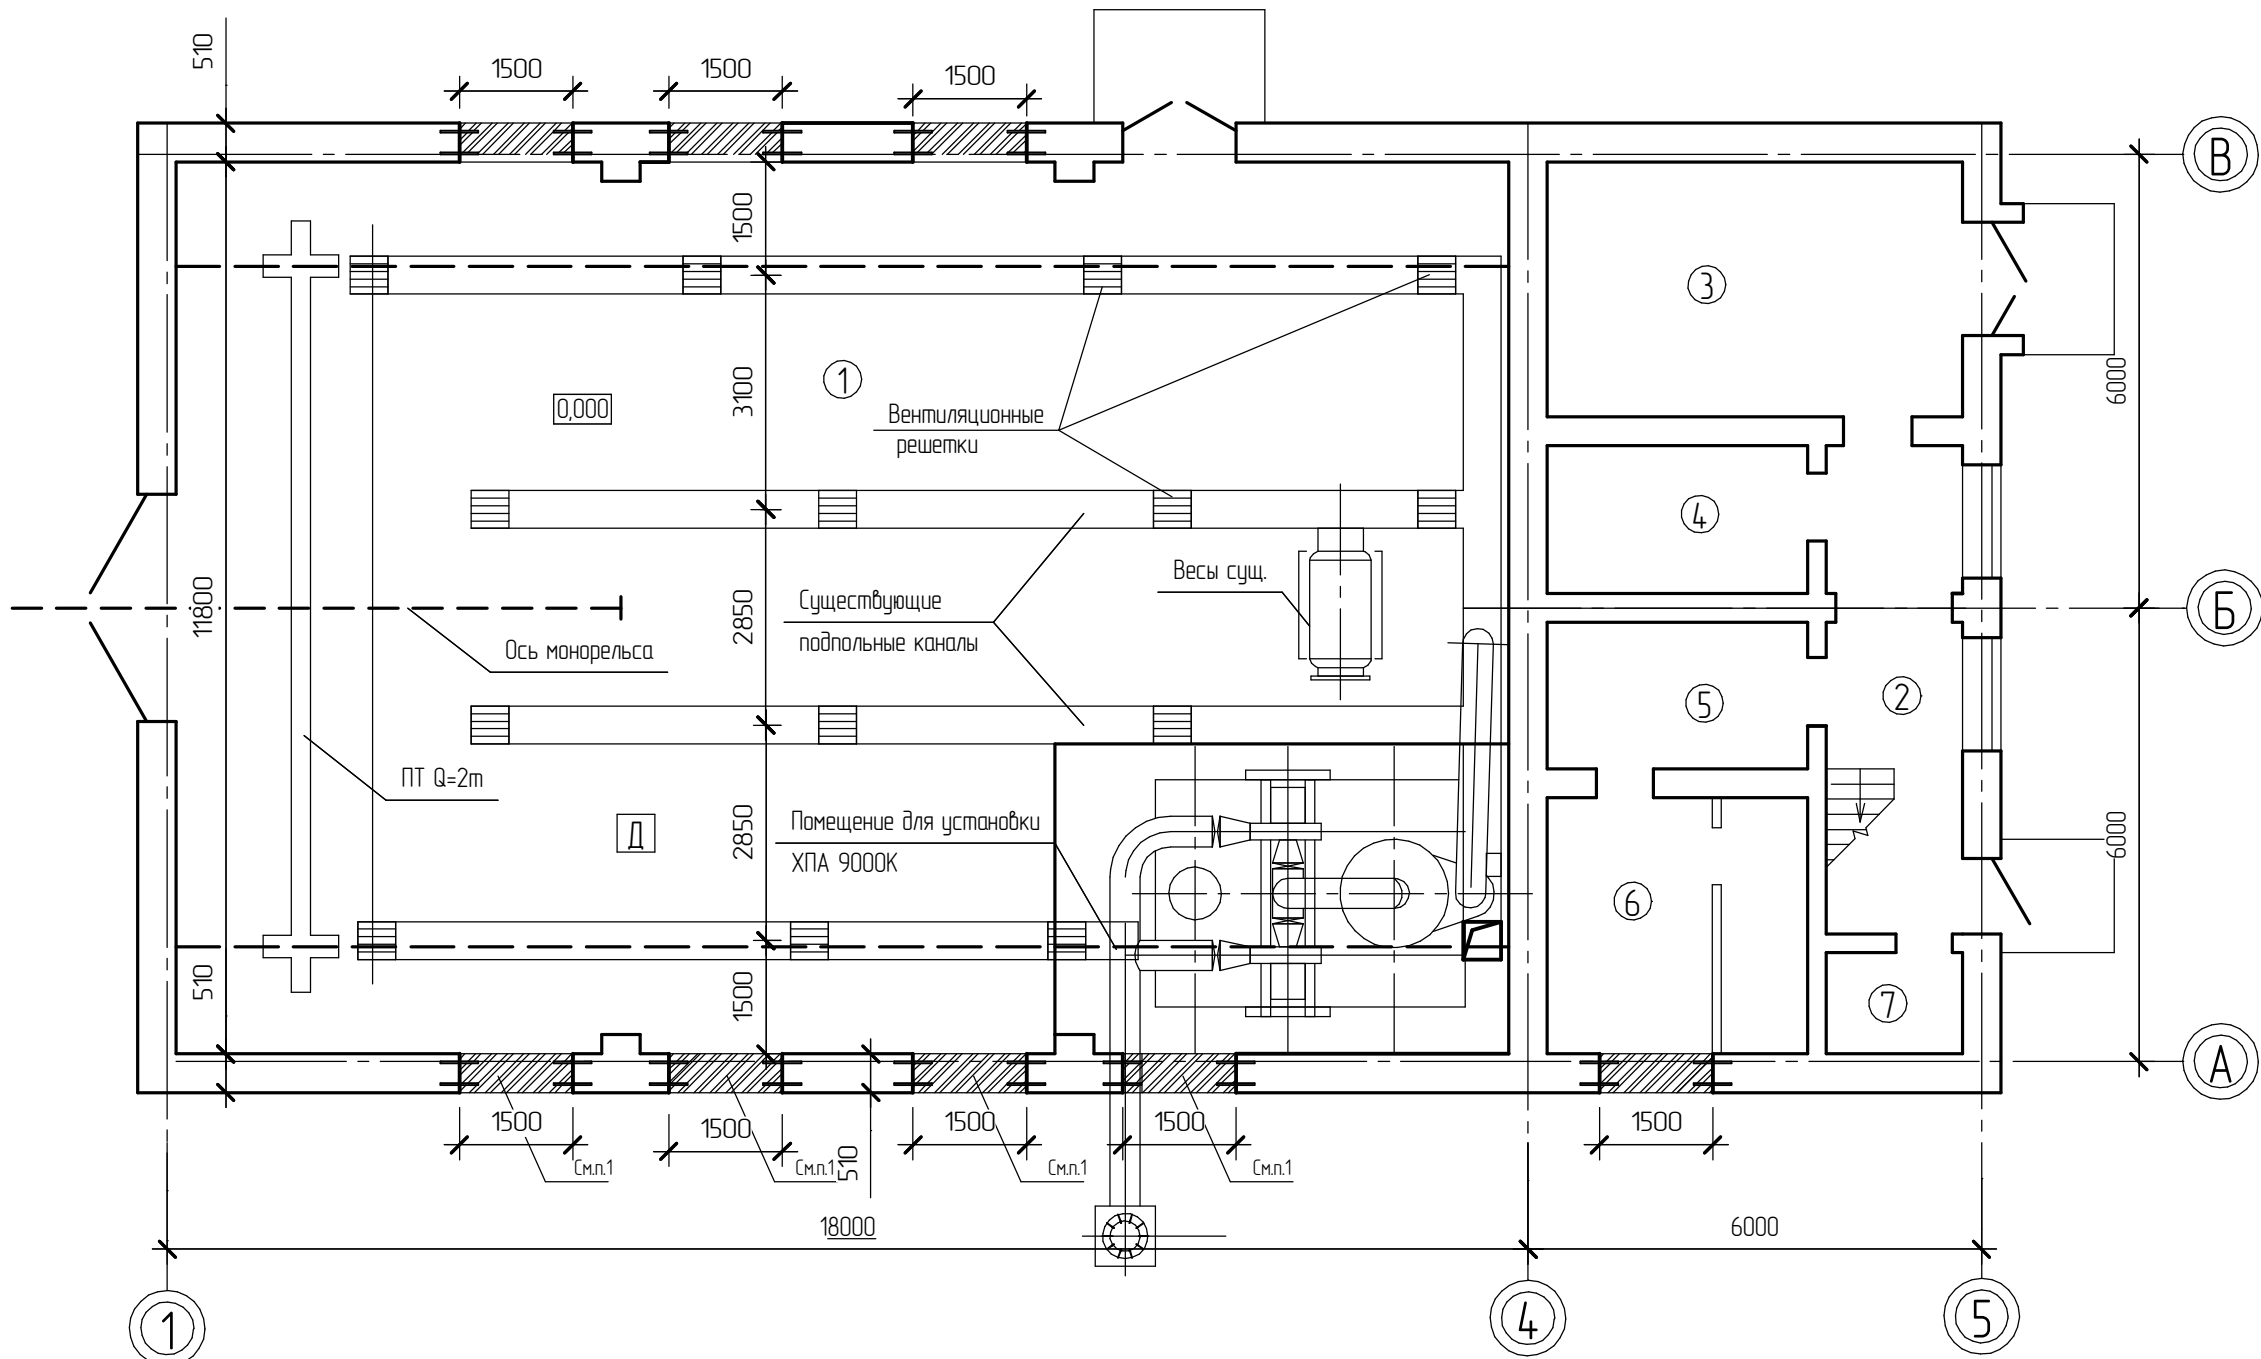 510
1500
1500
1500
В
1500
3
6000
3100
1
0,000
Вентиляционные
решетки
4
Весы сущ.
11800
2850
Существующие
подпольные каналы
Б
Ось монорельса
5
2
ПТ Q=2т
Д
2850
Помещение для установки
ХПА 9000К
6000
6
510
1500
7
А
1500
1500
1500
1500
1500
510
См.п.1
См.п.1
См.п.1
См.п.1
18000
6000
1
4
5